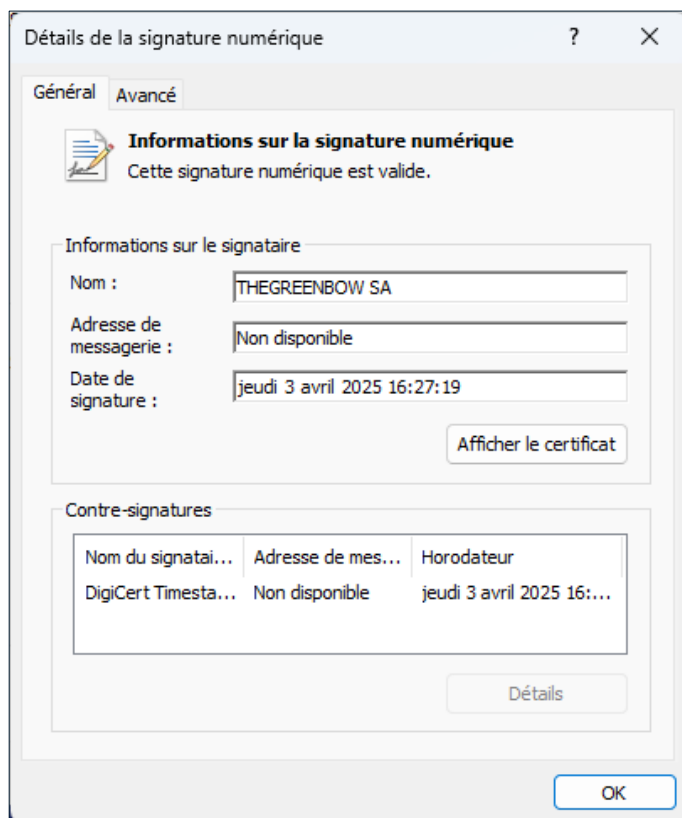 Détails de la signature numérique
?
Général
Avancé
Informations sur la signature numérique
Cette signature numérique est valide.
Informations sur le signataire
Nom :
THEGREENBOW SA
Adresse de
messagerie :
Non disponible
Date de
signature :
jeudi 3 avril 2025 16:27:19
Afficher le certificat
Contre-signatures
Nom du signatai... Adresse de mes... Horodateur
DigiCert Timesta... Non disponible jeudi 3 avril 2025 16:...
Détails
OK